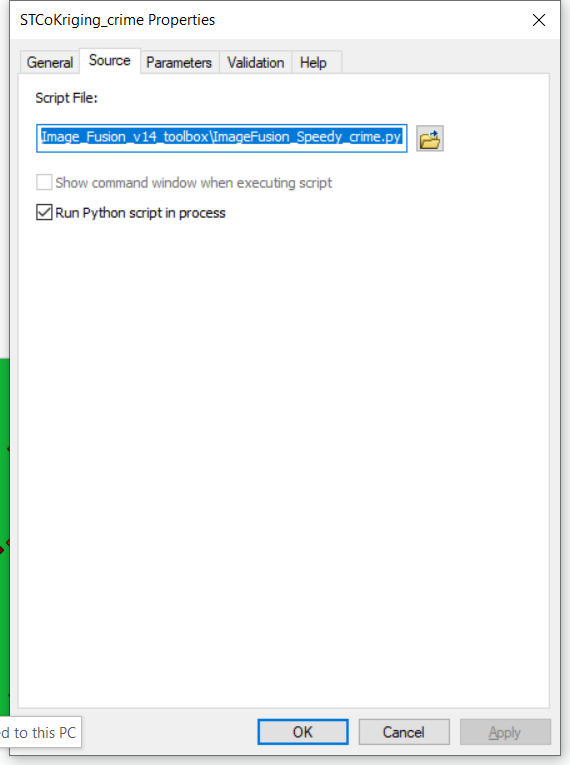 STCoKriging_crime Properties
General Source Parameters Validation Help
Script File:
Image_Fusion_v14_toolbox\ImageFusion_Speedy_crime.py
Show command window when executing script
Run Python script in process
ed to this PC
OK Cancel Apply